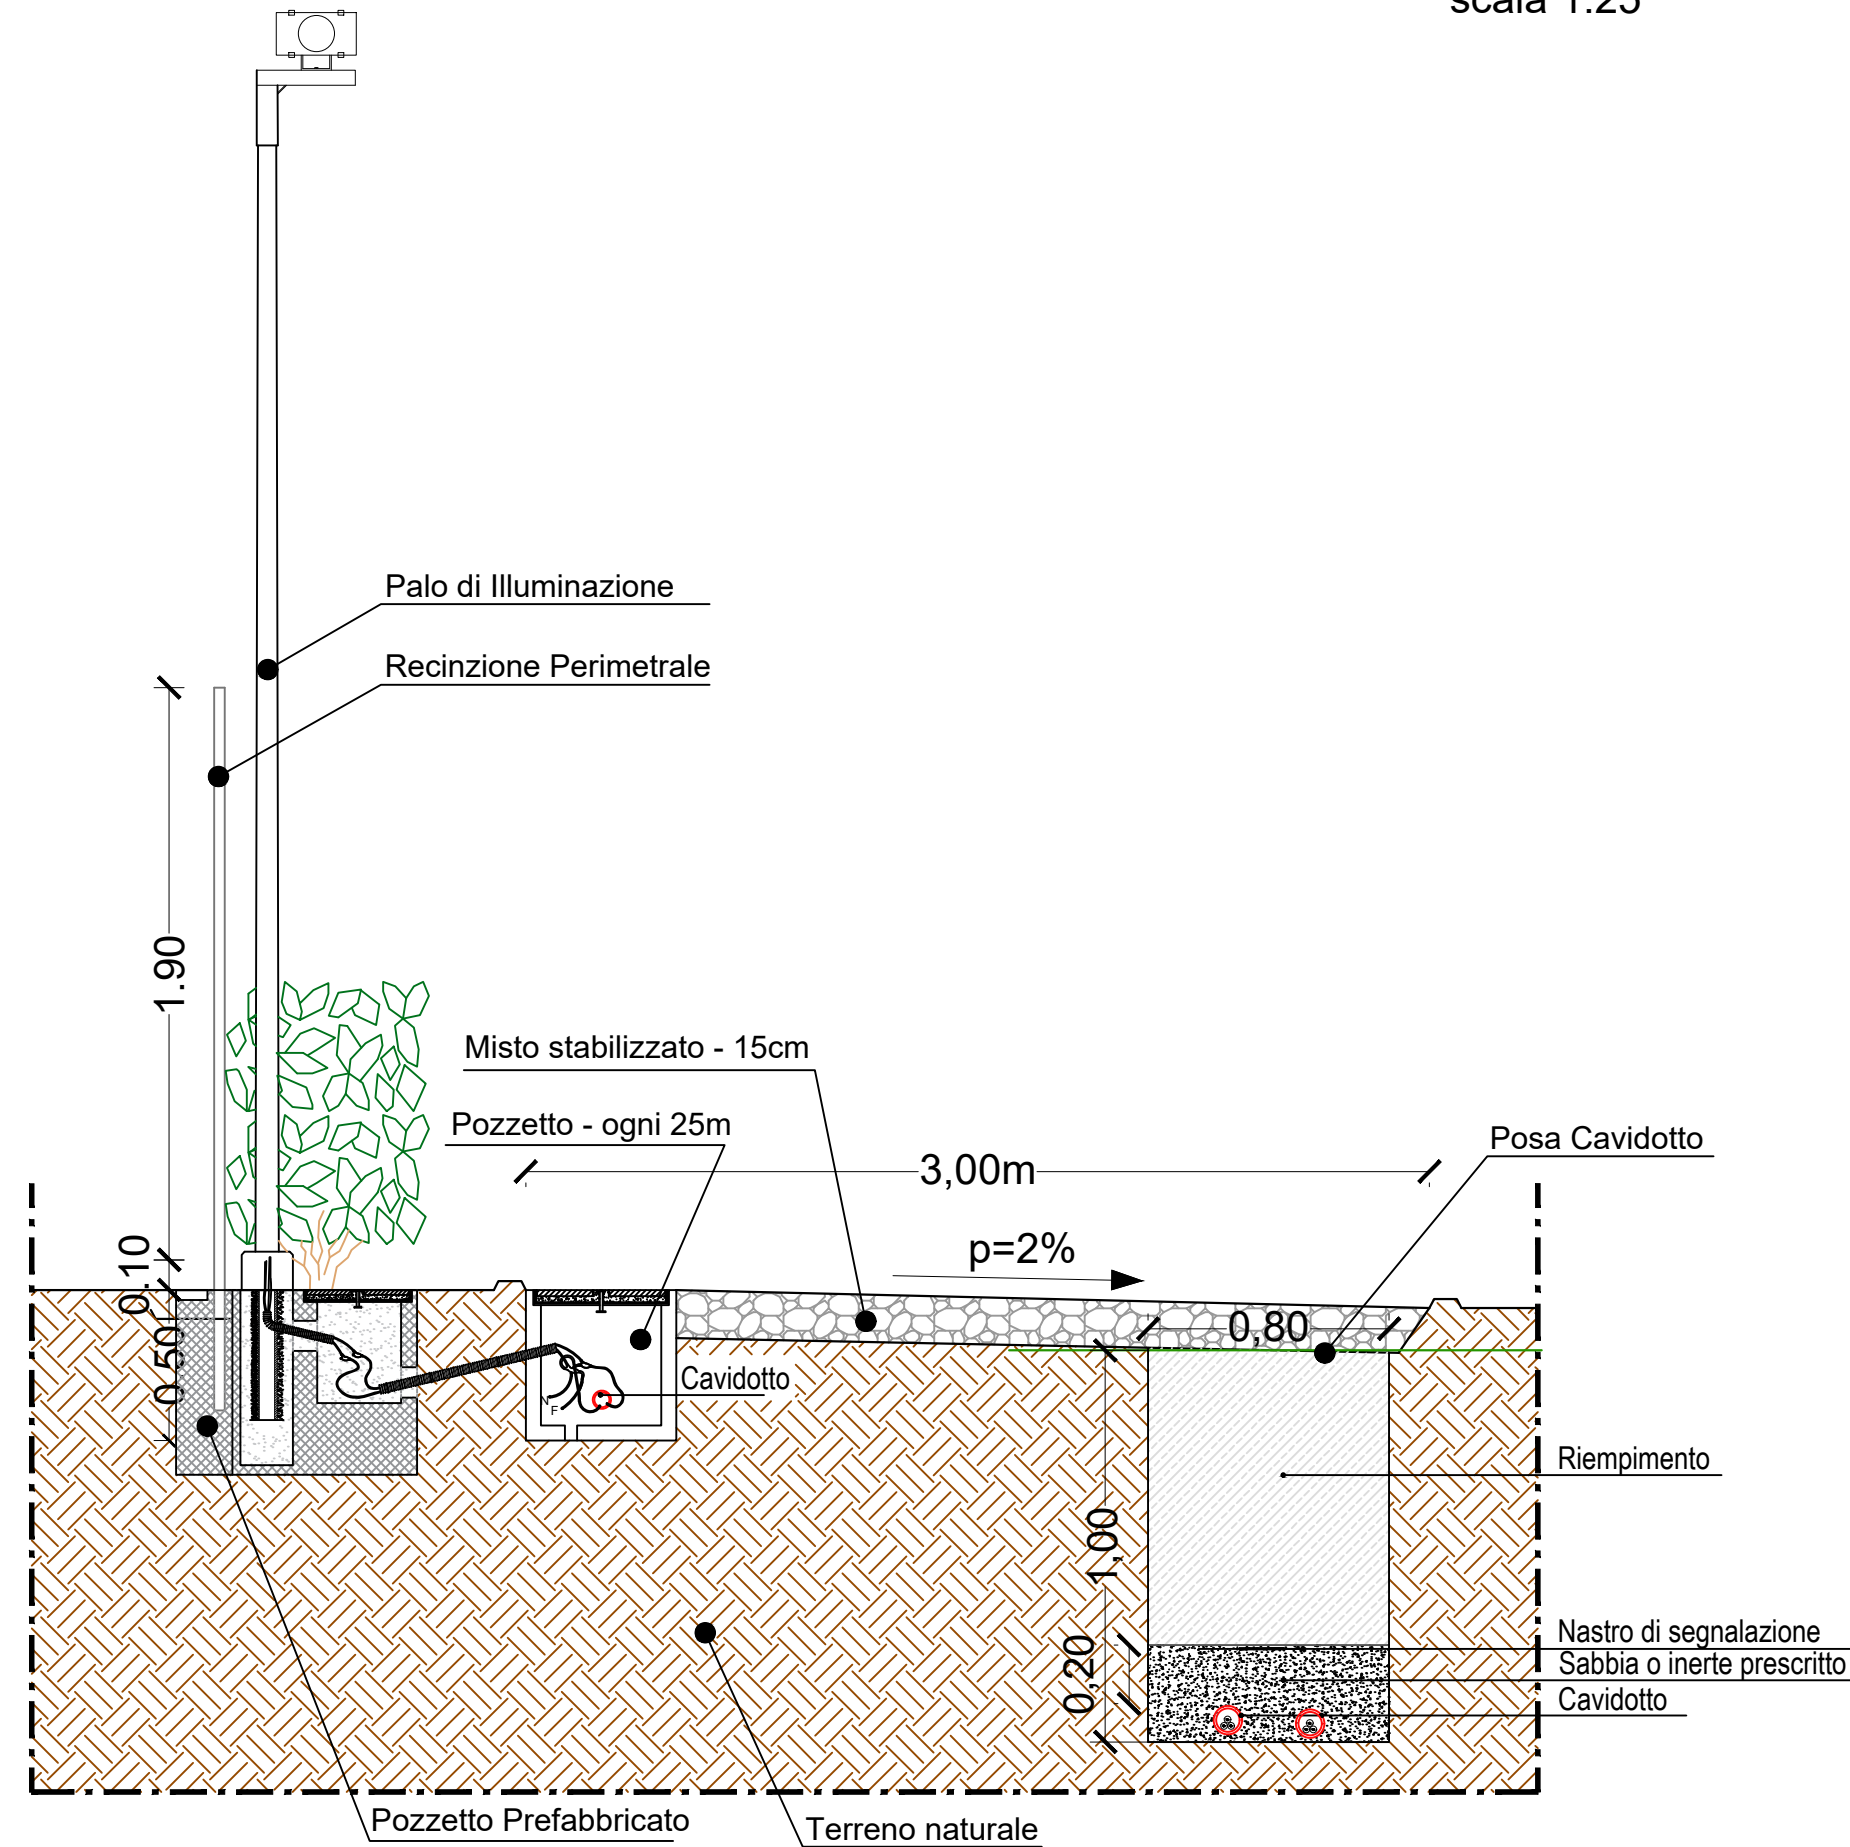 scala 1:25
Palo di Illuminazione
Recinzione Perimetrale
1.90
Misto stabilizzato - 15cm
Pozzetto - ogni 25m
3,00m
Posa Cavidotto
p=2%
0.10
0.50
0,80
Cavidotto
N
F
Riempimento
1,00
0,20
Nastro di segnalazione
Sabbia o inerte prescritto
Cavidotto
Pozzetto Prefabbricato
Terreno naturale